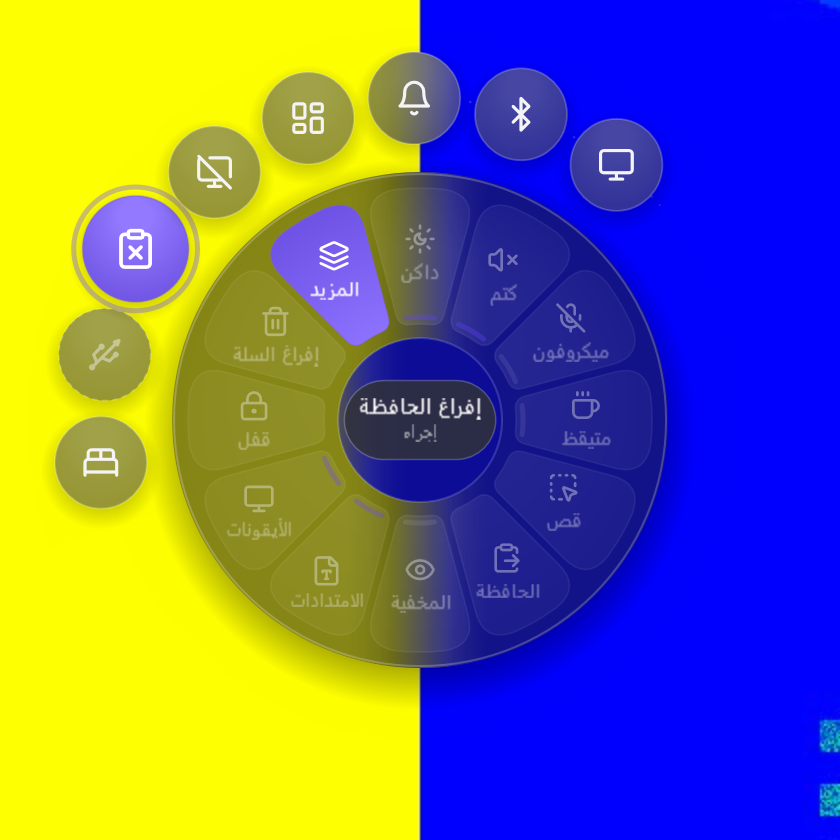 داكن
كتم
ميكروفون
متيقظ
قص
الحافظة
المخفية
الامتدادات
الأيقونات
قفل
إفراغ السلة
المزيد
إفراغ الحافظة
إجراء